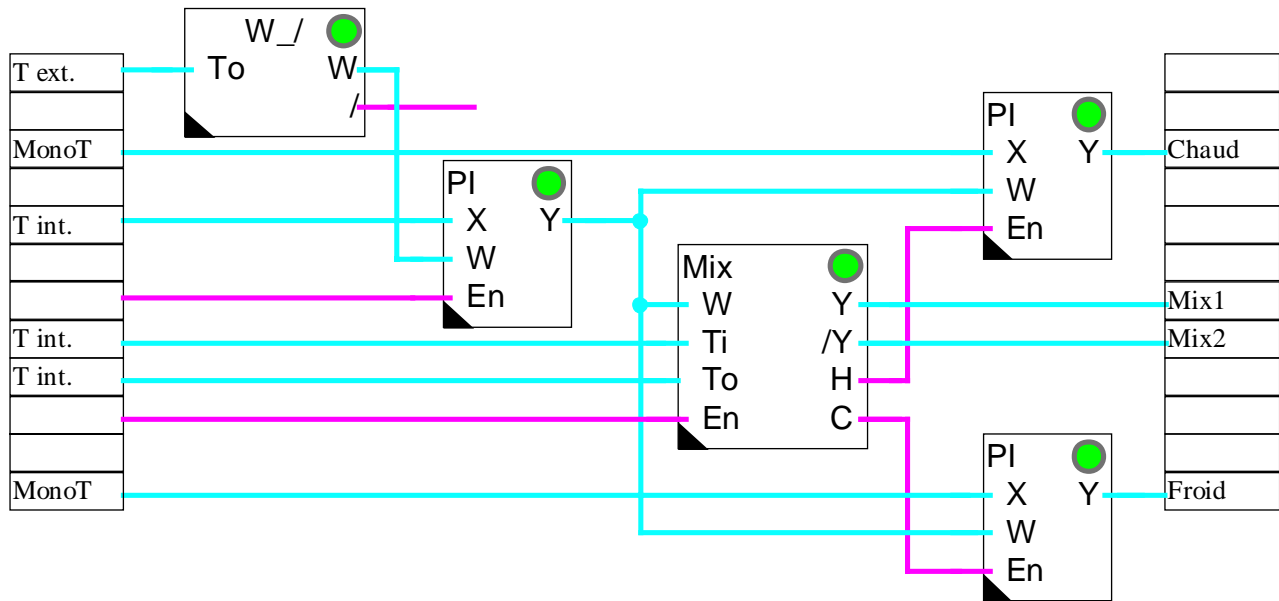 W_/
T ext.
To W
/
PI
MonoT
X Y
Chaud
PI
W
T int.
X Y
En
W
Mix
En
W Y
Mix1
T int.
Ti /Y
Mix2
T int.
To H
En C
PI
MonoT
X Y
Froid
W
En